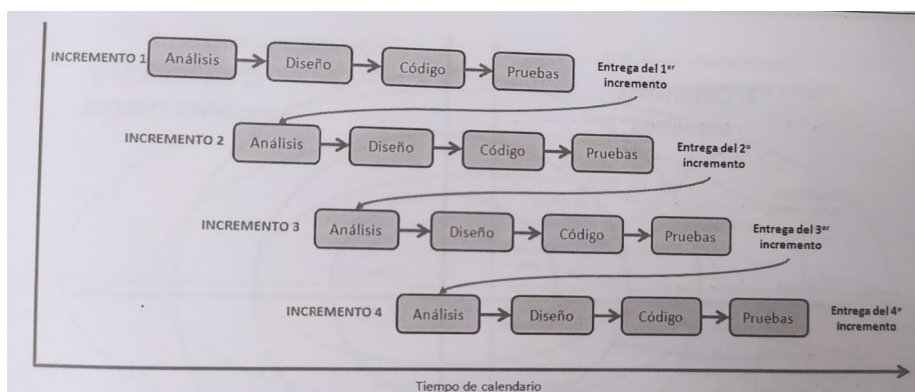 INCREMENTO 1
Análisis
Diseño
Código
Pruebas
Entrega del 1er
incremento
INCREMENTO 2
Análisis
Diseño
Código
Pruebas
Entrega del 2º
incremento
INCREMENTO 3
Análisis
Diseño
Código
Pruebas
Entrega del 3er
incremento
INCREMENTO 4
Análisis
Diseño
Código
Pruebas
Entrega del 4º
incremento
Tiempo de calendario